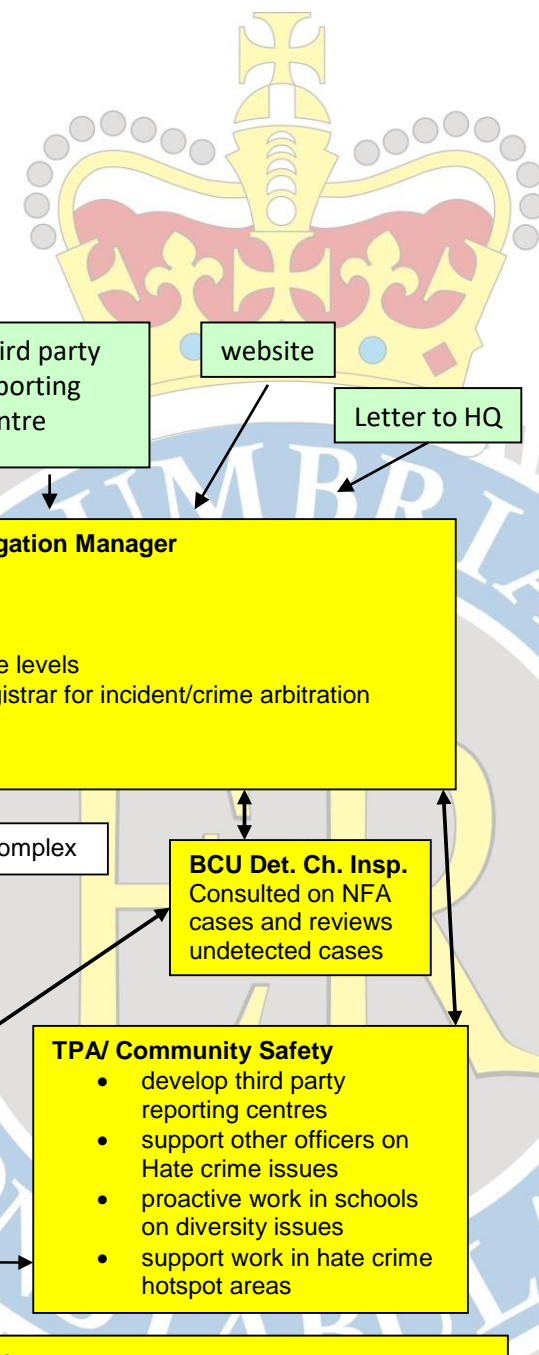 hird party
porting
ntre
website
Letter to HQ
UMBRIA
gation Manager
e levels
gistrar for incident/crime arbitration
omplex
BCU Det. Ch. Insp.
Consulted on NFA
cases and reviews
undetected cases
TPA/ Community Safety
• develop third party
reporting centres
• support other officers on
Hate crime issues
• proactive work in schools
on diversity issues
• support work in hate crime
hotspot areas
ER